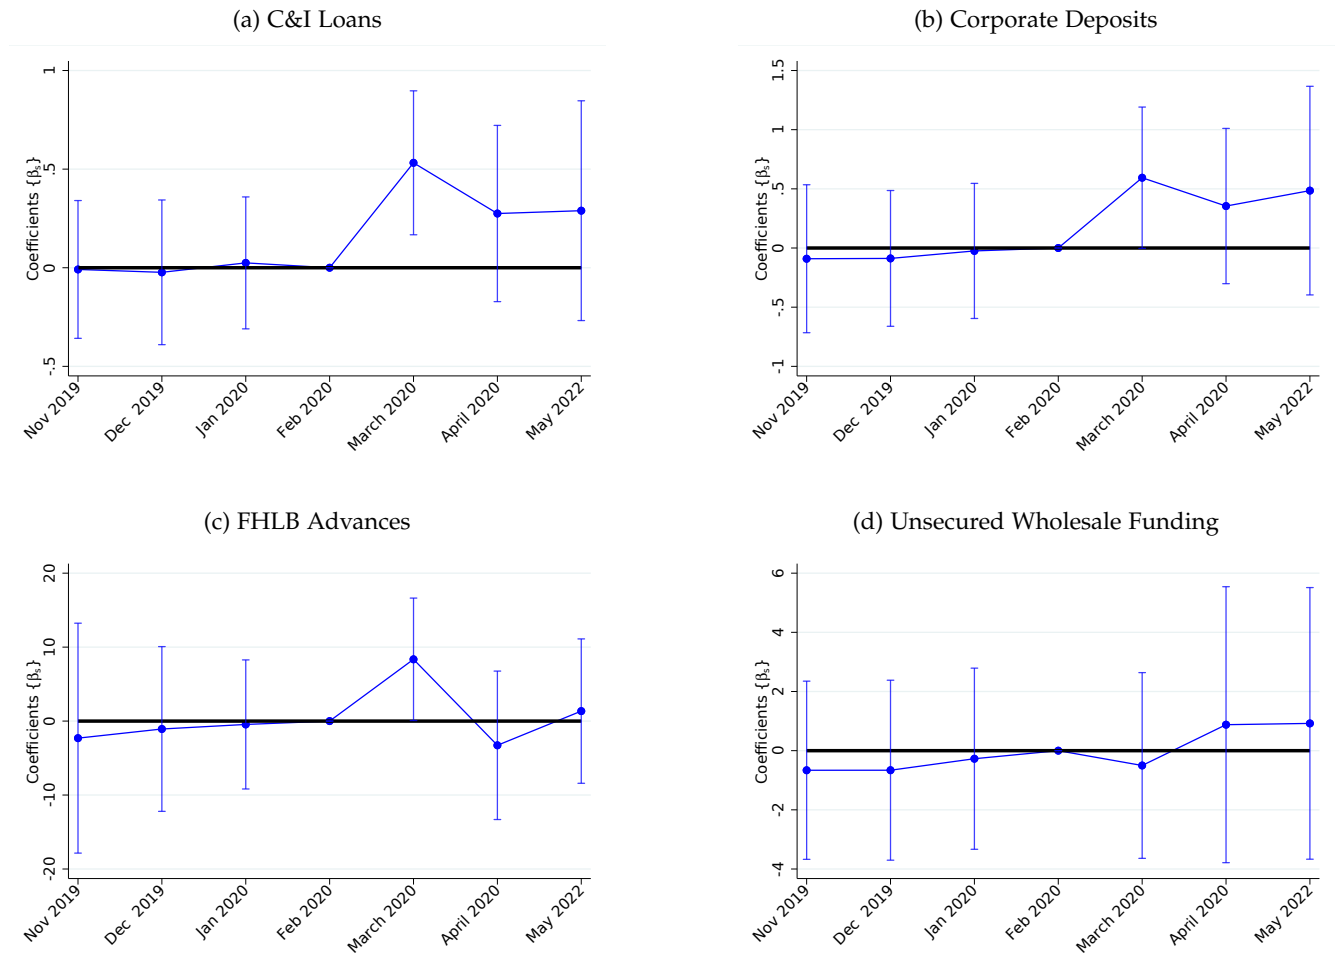 (a) C&I Loans
Coefficients {βs}
1
.5
0
-.5
Nov 2019
Dec 2019
Jan 2020
Feb 2020
March 2020
April 2020
May 2022
(b) Corporate Deposits
Coefficients {βs}
1.5
1
.5
0
-.5
-1
Nov 2019
Dec 2019
Jan 2020
Feb 2020
March 2020
April 2020
May 2022
(c) FHLB Advances
Coefficients {βs}
20
10
0
-10
-20
Nov 2019
Dec 2019
Jan 2020
Feb 2020
March 2020
April 2020
May 2022
(d) Unsecured Wholesale Funding
Coefficients {βs}
6
4
2
0
-2
-4
Nov 2019
Dec 2019
Jan 2020
Feb 2020
March 2020
April 2020
May 2022